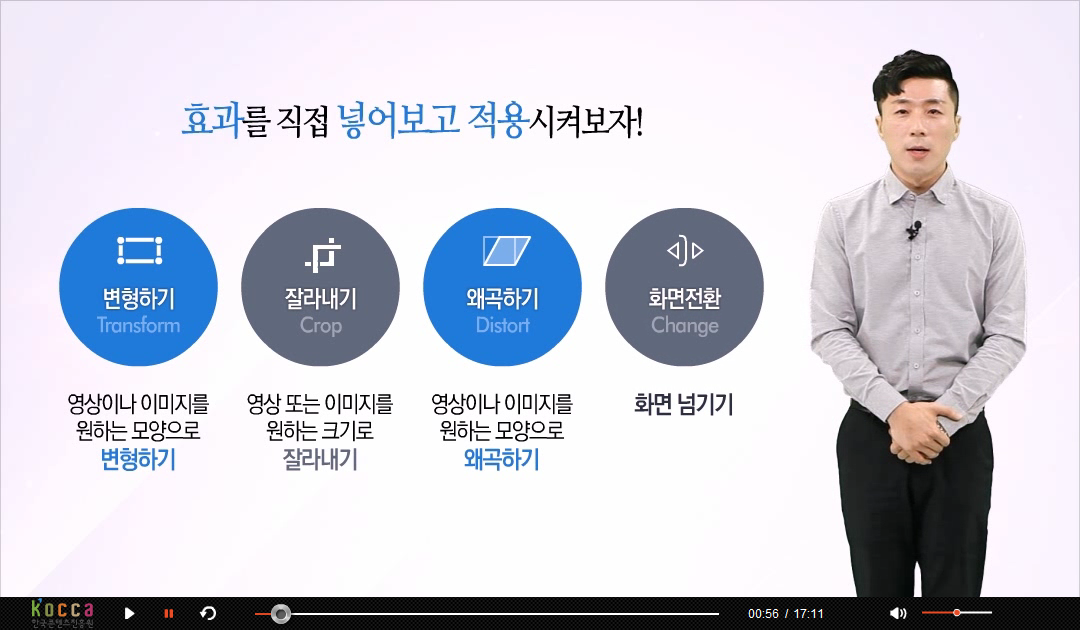 효과를 직접 넣어보고 적용시켜보자!
변형하기
Transform
잘라내기
Crop
왜곡하기
Distort
화면전환
Change
영상이나 이미지를
원하는 모양으로
변형하기
영상 또는 이미지를
원하는 크기로
잘라내기
영상이나 이미지를
원하는 모양으로
왜곡하기
화면 넘기기
kocca
한국콘텐츠진흥원
00:56 / 17:11